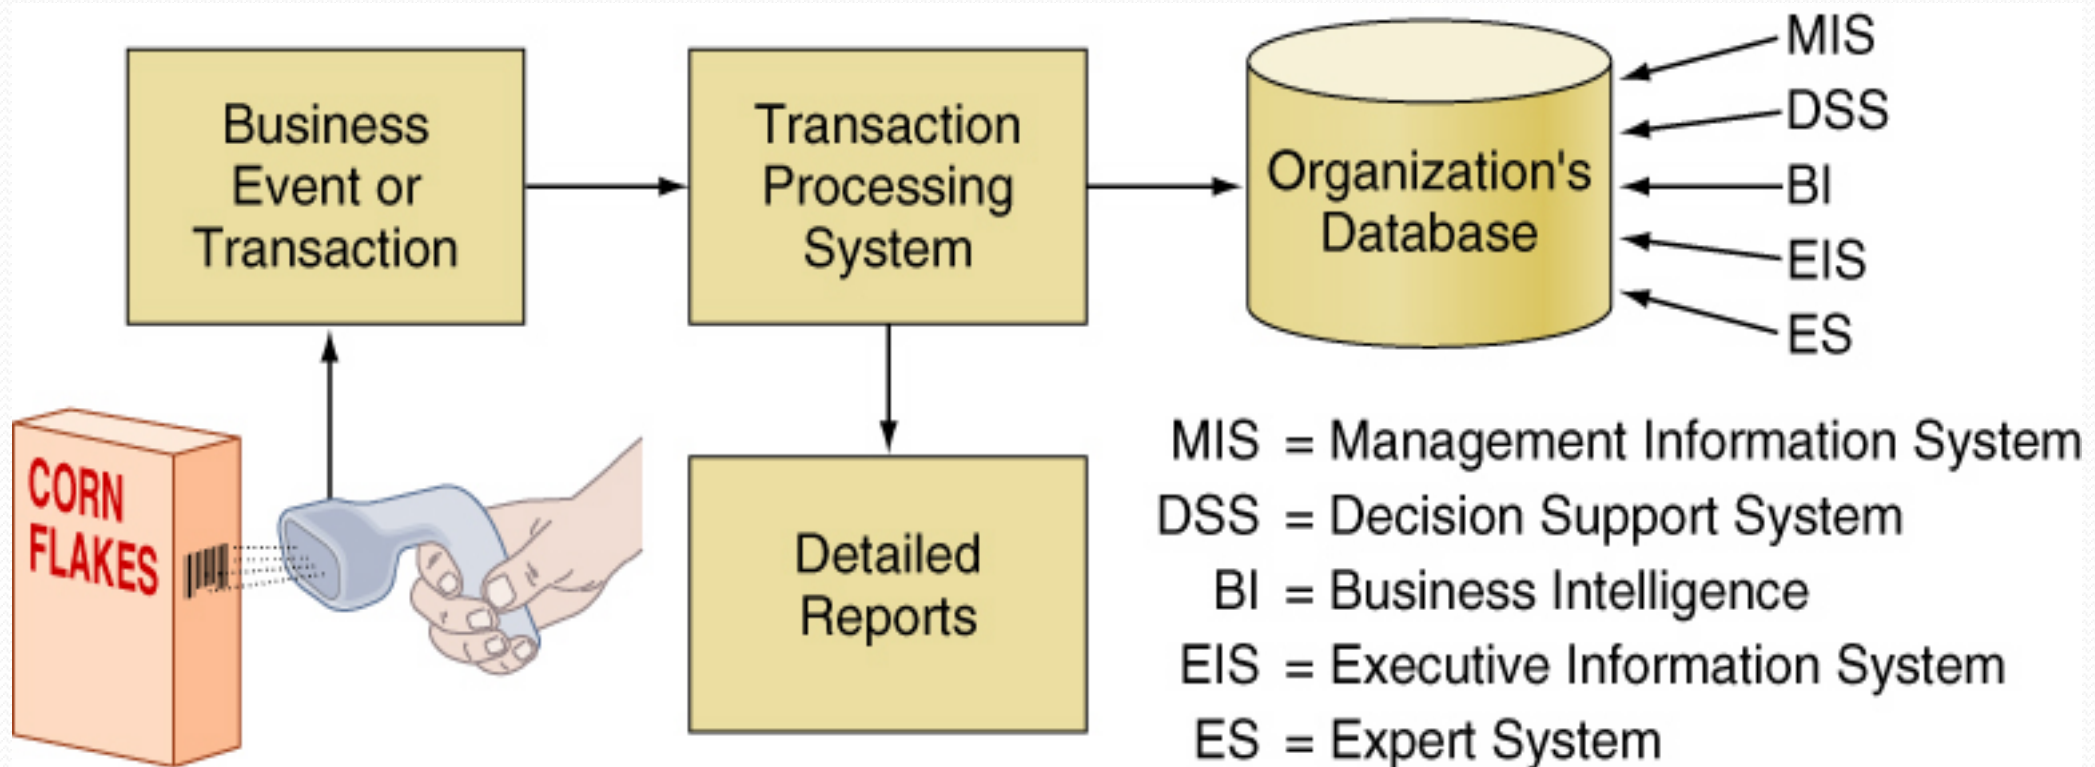 Business
Event or
Transaction
Transaction
Processing
System
Organization's
Database
MIS
DSS
BI
EIS
ES
CORN
FLAKES
Detailed
Reports
MIS = Management Information System
DSS = Decision Support System
BI = Business Intelligence
EIS = Executive Information System
ES = Expert System